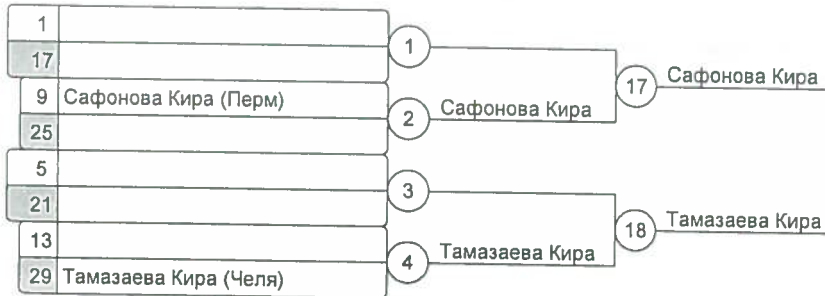 1
17
1
9 Сафонова Кира (Перм)
25
2 Сафонова Кира
17 Сафонова Кира
5
21
3
13
29 Тамазаева Кира (Челя)
4 Тамазаева Кира
18 Тамазаева Кира